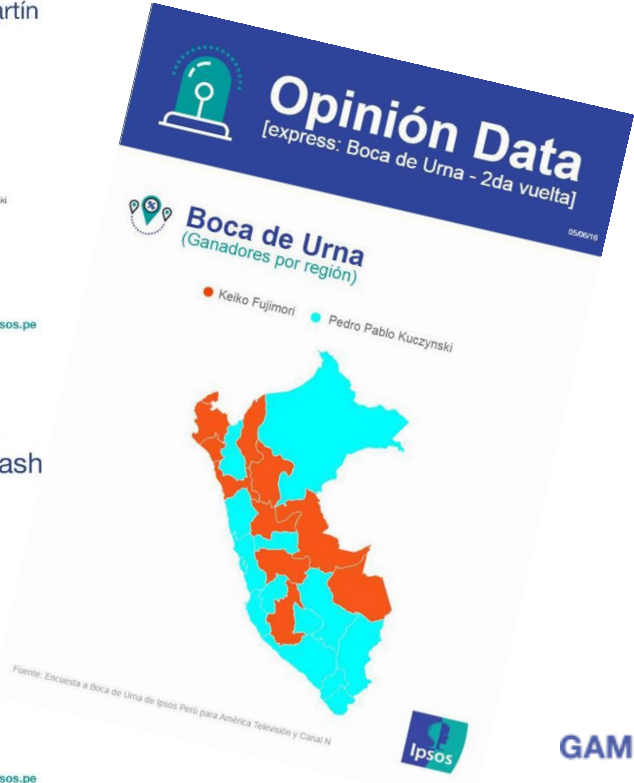 rtín
ki
sos.pe
ash
sos.pe
Opinión Data
[express: Boca de Urna - 2da vuelta]
05/06/16
Boca de Urna
(Ganadores por región)
Keiko Fujimori
Pedro Pablo Kuczynski
Fuente: Encuesta a Boca de Urna de Ipsos Perú para América Televisión y Canal N
Ipsos
GAM